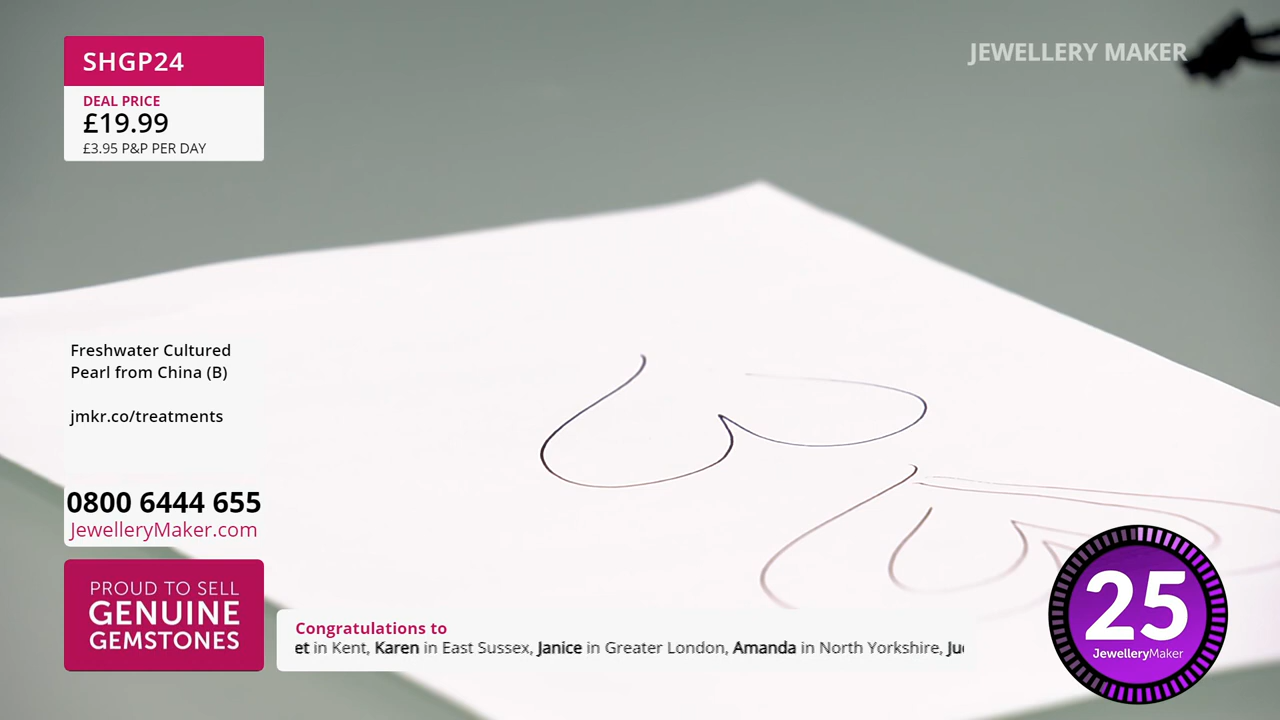 SHGP24
DEAL PRICE
£19.99
£3.95 P&P PER DAY
JEWELLERY MAKER
Freshwater Cultured
Pearl from China (B)
jmkr.co/treatments
0800 6444 655
JewelleryMaker.com
PROUD TO SELL
GENUINE
GEMSTONES
Congratulations to
et in Kent, Karen in East Sussex, Janice in Greater London, Amanda in North Yorkshire,
25
JewelleryMaker